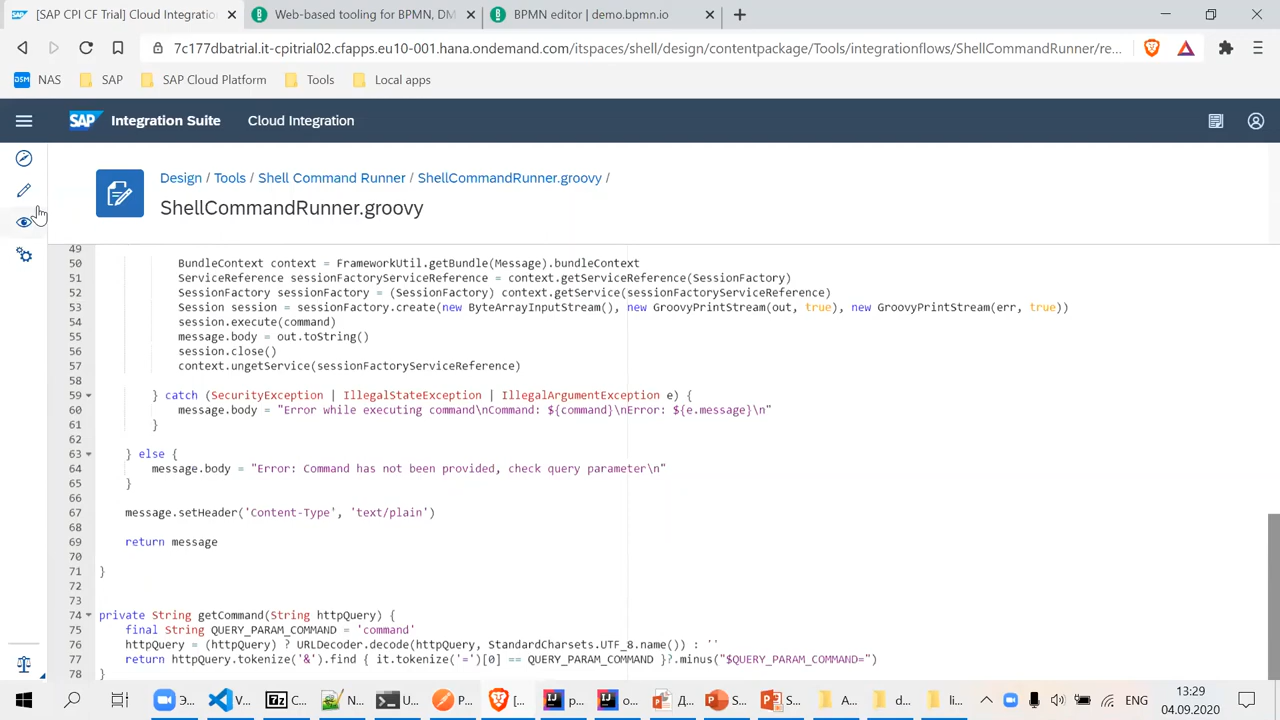 [SAP CPI CF Trial] Cloud Integratio
Web-based tooling for BPMN, DM
BPMN editor | demo.bpmn.io
7c177dbatrial.it-cpitrial02.cfapps.eu10-001.hana.ondemand.com/itspaces/shell/design/contentpackage/Tools/integrationflows/ShellCommandRunner/re...
DSM NAS SAP SAP Cloud Platform Tools Local apps
SAP Integration Suite Cloud Integration
Design / Tools / Shell Command Runner / ShellCommandRunner.groovy /
ShellCommandRunner.groovy
49
50 BundleContext context = FrameworkUtil.getBundle(Message).bundleContext
51 ServiceReference sessionFactoryServiceReference = context.getServiceReference(SessionFactory)
52 SessionFactory sessionFactory = (SessionFactory) context.getService(sessionFactoryServiceReference)
53 Session session = sessionFactory.create(new ByteArrayInputStream(), new GroovyPrintStream(out, true), new GroovyPrintStream(err, true))
54 session.execute(command)
55 message.body = out.toString()
56 session.close()
57 context.ungetService(sessionFactoryServiceReference)
58
59 } catch (SecurityException | IllegalStateException | IllegalArgumentException e) {
60 message.body = "Error while executing command\nCommand: ${command}\nError: ${e.message}\n"
61 }
62
63 } else {
64 message.body = "Error: Command has not been provided, check query parameter\n"
65 }
66
67 message.setHeader('Content-Type', 'text/plain')
68
69 return message
70
71 }
72
73
74 private String getCommand(String httpQuery) {
75 final String QUERY_PARAM_COMMAND = 'command'
76 httpQuery = (httpQuery) ? URLDecoder.decode(httpQuery, StandardCharsets.UTF_8.name()) : ''
77 return httpQuery.tokenize('&').find { it.tokenize('=')[0] == QUERY_PARAM_COMMAND }?.minus("$QUERY_PARAM_COMMAND=")
78 }
Э... V... C... N... U... P... [... p... o... Д... S... S... A... d... li... ENG
13:29
04.09.2020